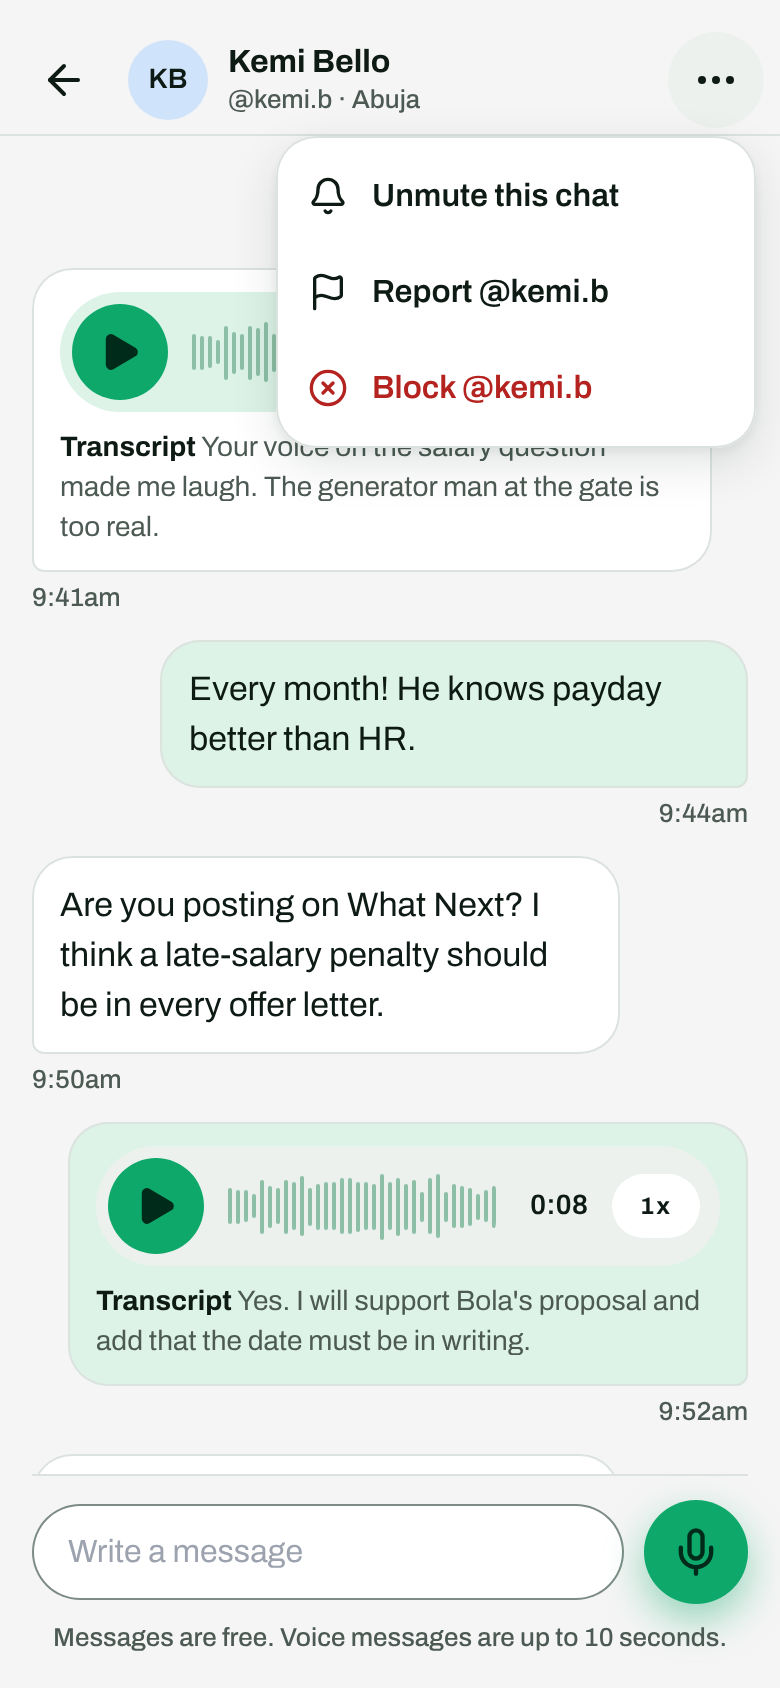 KB
Kemi Bello
@kemi.b · Abuja
Unmute this chat
Report @kemi.b
Block @kemi.b
Transcript Your voice on the salary question
made me laugh. The generator man at the gate is
too real.
9:41am
Every month! He knows payday
better than HR.
9:44am
Are you posting on What Next? I
think a late-salary penalty should
be in every offer letter.
9:50am
0:08
1x
Transcript Yes. I will support Bola's proposal and
add that the date must be in writing.
9:52am
Write a message
Messages are free. Voice messages are up to 10 seconds.